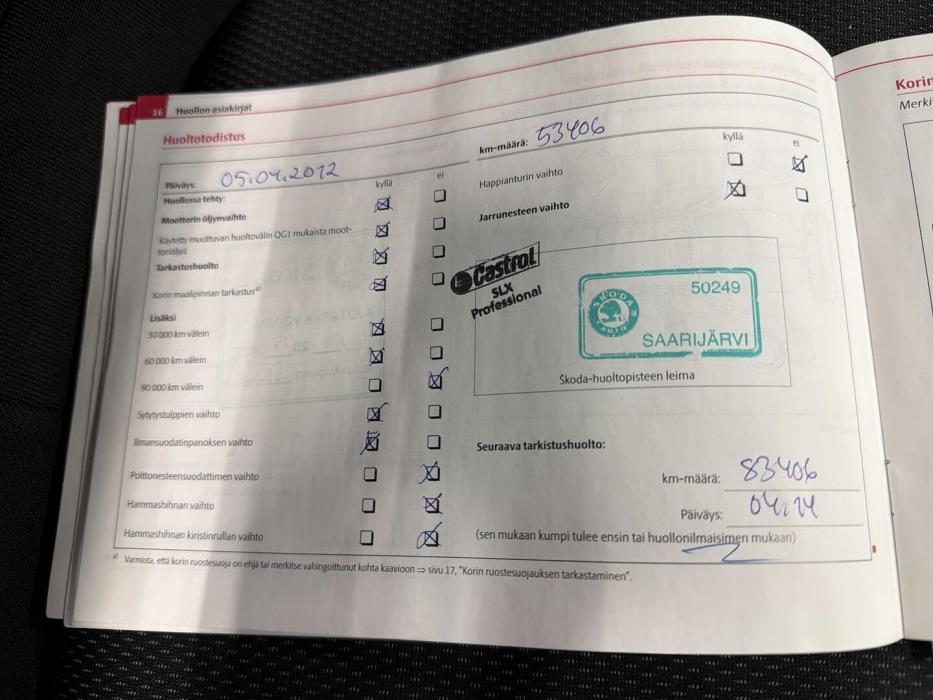 16 Huollon asiakirjat
Huoltotodistus
Päiväys: 05.04.2012
kyllä ei
Huollossa tehty:
Moottorin öljynvaihto
Käytetty muuttuvan huoltovälin QG1 mukaista moot-
toriöljyä
Tarkastushuolto
Korin maalipinnan tarkastus a)
Lisäksi
30 000 km välein
60 000 km välein
90 000 km välein
Sytytystulppien vaihto
Ilmansuodatinpanoksen vaihto
Polttonesteensuodattimen vaihto
Hammashihnan vaihto
Hammashihnan kiristinrullan vaihto
km-määrä: 53406
kyllä ei
Happianturin vaihto
Jarrunesteen vaihto
Castrol
SLX
Professional
50249
SKODA
AUTO
SAARIJÄRVI
Škoda-huoltopisteen leima
Seuraava tarkistushuolto:
km-määrä: 83406
Päiväys: 04.14
(sen mukaan kumpi tulee ensin tai huollonilmaisimen mukaan)
a) Varmista, että korin ruostesuoja on ehjä tai merkitse vahingoittunut kohta kaavioon ⇒ sivu 17, "Korin ruostesuojauksen tarkastaminen".